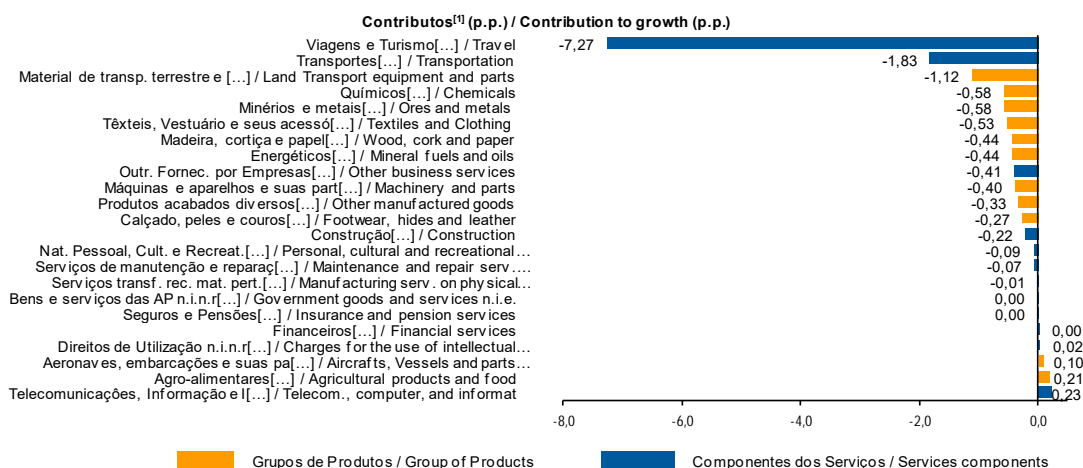 Contributos[1] (p.p.) / Contribution to growth (p.p.)
Viagens e Turismo[...] / Travel -7,27
Transportes[...] / Transportation -1,83
Material de transp. terrestre e [...] / Land Transport equipment and parts -1,12
Químicos[...] / Chemicals -0,58
Minérios e metais[...] / Ores and metals -0,58
Têxteis, Vestuário e seus acessó[...] / Textiles and Clothing -0,53
Madeira, cortiça e papel[...] / Wood, cork and paper -0,44
Energéticos[...] / Mineral fuels and oils -0,44
Outr. Fornec. por Empresas[...] / Other business services -0,41
Máquinas e aparelhos e suas part[...] / Machinery and parts -0,40
Produtos acabados diversos[...] / Other manufactured goods -0,33
Calçado, peles e couros[...] / Footwear, hides and leather -0,27
Construção[...] / Construction -0,22
Nat. Pessoal, Cult. e Recreat.[...] / Personal, cultural and recreational... -0,09
Serviços de manutenção e reparaç[...] / Maintenance and repair serv.... -0,07
Serviços transf. rec. mat. pert.[...] / Manufacturing serv. on physical... -0,01
Bens e serviços das AP n.i.n.r[...] / Government goods and services n.i.e. 0,00
Seguros e Pensões[...] / Insurance and pension services 0,00
Financeiros[...] / Financial services 0,00
Direitos de Utilização n.i.n.r[...] / Charges for the use of intellectual... 0,02
Aeronaves, embarcações e suas pa[...] / Aircrafts, Vessels and parts... 0,10
Agro-alimentares[...] / Agricultural products and food 0,21
Telecomunicações, Informação e I[...] / Telecom., computer, and informat 0,23
-8,0 -6,0 -4,0 -2,0 0,0
Grupos de Produtos / Group of Products Componentes dos Serviços / Services components